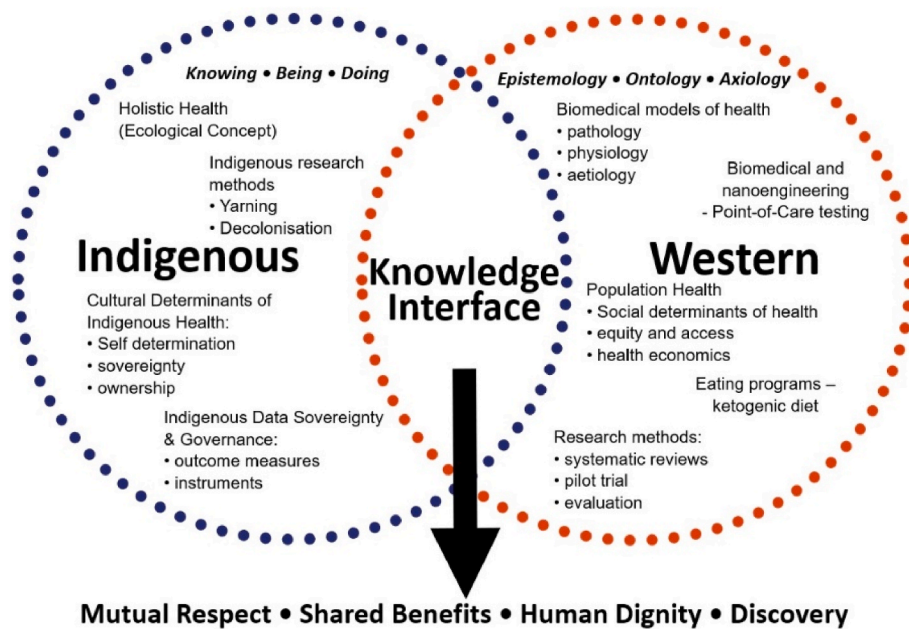 Knowing • Being • Doing
Holistic Health
(Ecological Concept)
Indigenous research
methods
• Yarning
• Decolonisation
Indigenous
Cultural Determinants of
Indigenous Health:
• Self determination
• sovereignty
• ownership
Indigenous Data Sovereignty
& Governance:
• outcome measures
• instruments
Knowledge
Interface
Epistemology • Ontology • Axiology
Biomedical models of health
• pathology
• physiology
• aetiology
Biomedical and
nanoengineering
- Point-of-Care testing
Western
Population Health
• Social determinants of health
• equity and access
• health economics
Eating programs –
ketogenic diet
Research methods:
• systematic reviews
• pilot trial
• evaluation
Mutual Respect • Shared Benefits • Human Dignity • Discovery